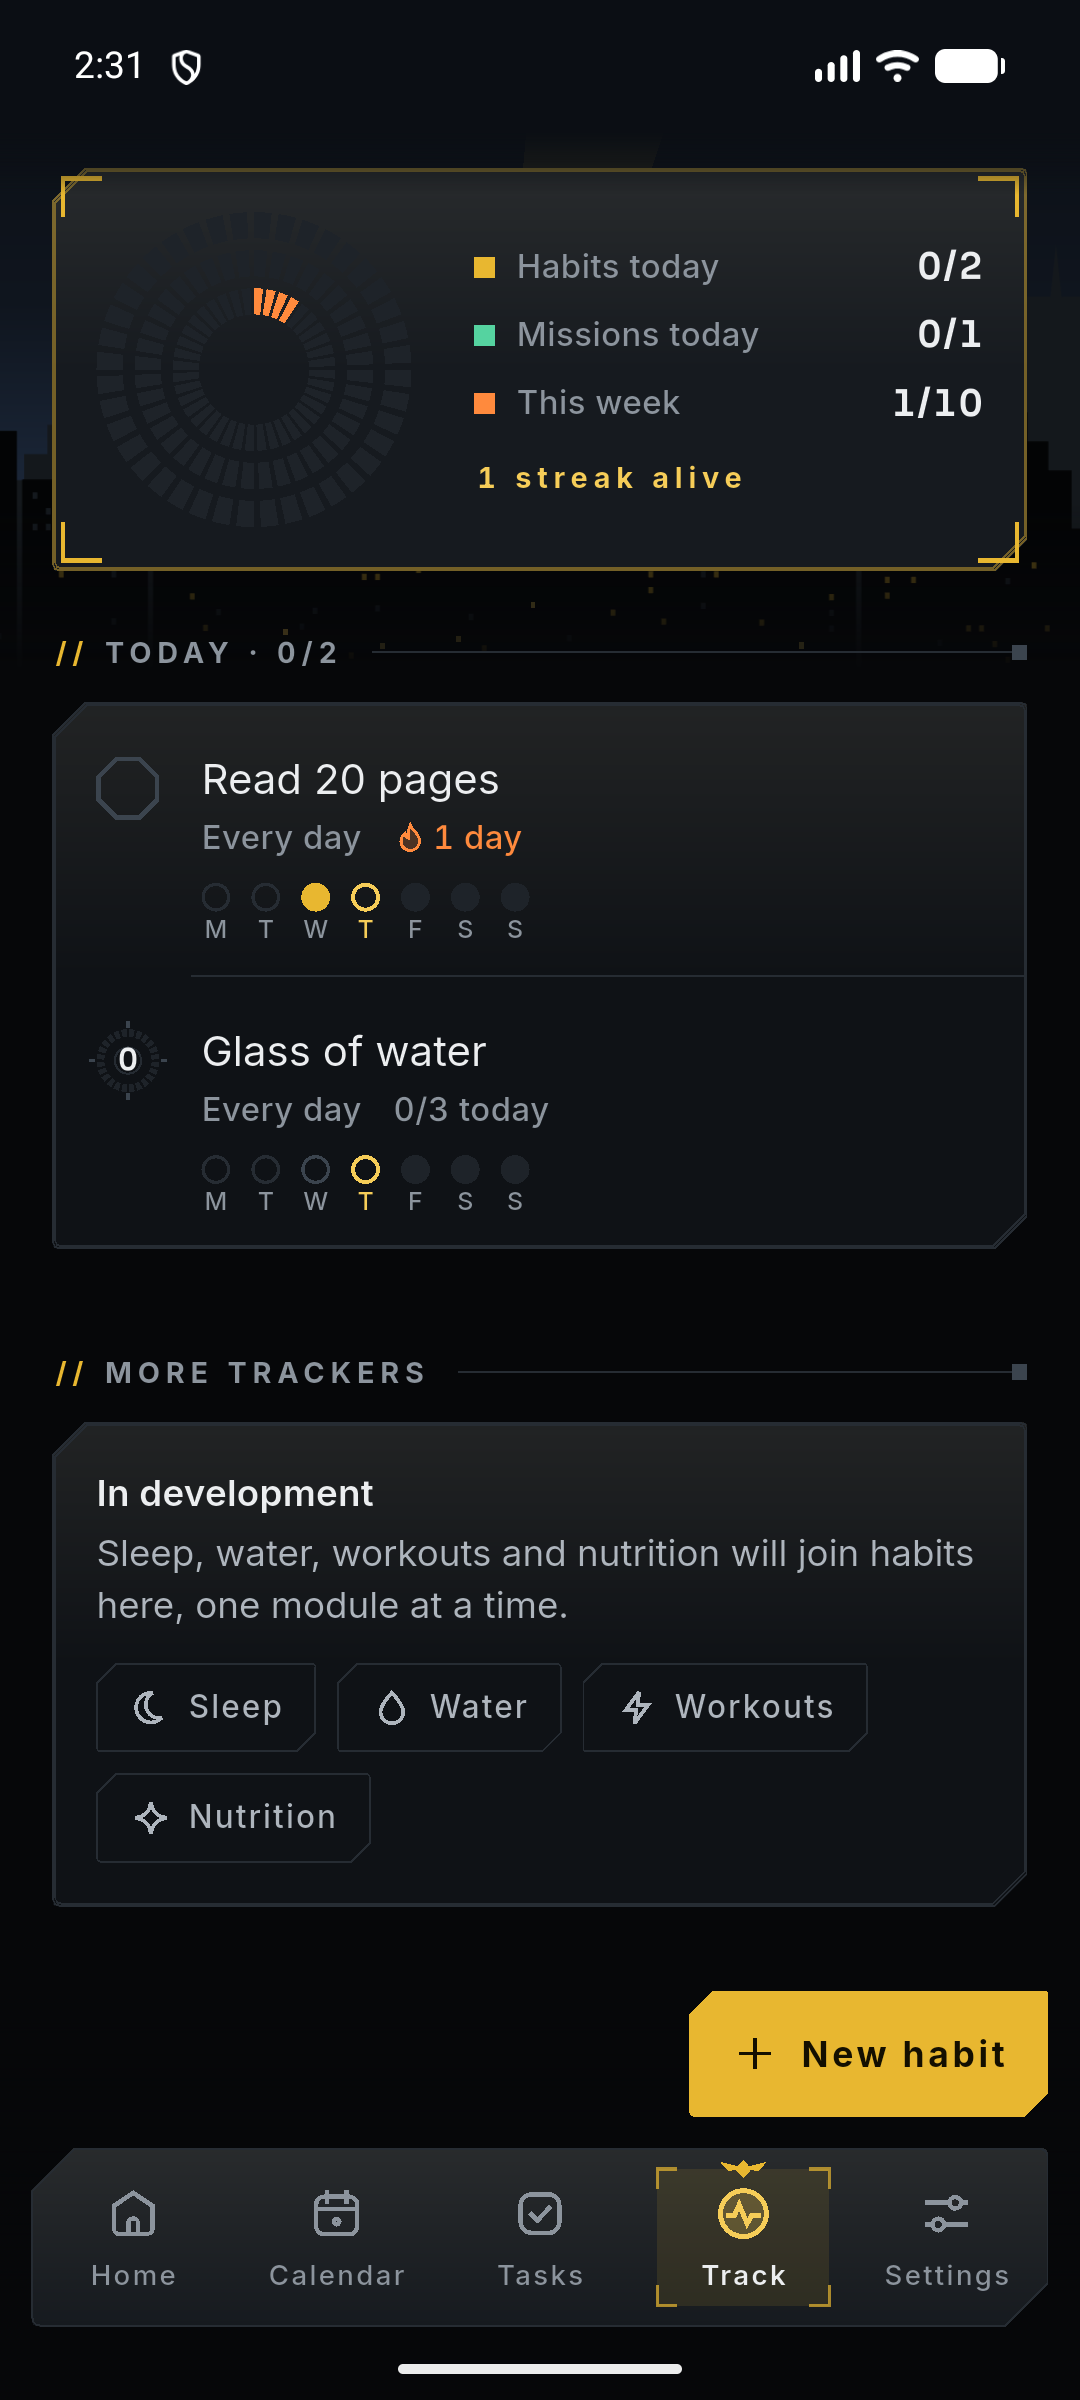 2:31
Habits today 0/2
Missions today 0/1
This week 1/10
1 streak alive
// TODAY · 0/2
Read 20 pages
Every day 1 day
M T W T F S S
0
Glass of water
Every day 0/3 today
M T W T F S S
// MORE TRACKERS
In development
Sleep, water, workouts and nutrition will join habits
here, one module at a time.
Sleep Water Workouts
Nutrition
+ New habit
Home Calendar Tasks Track Settings